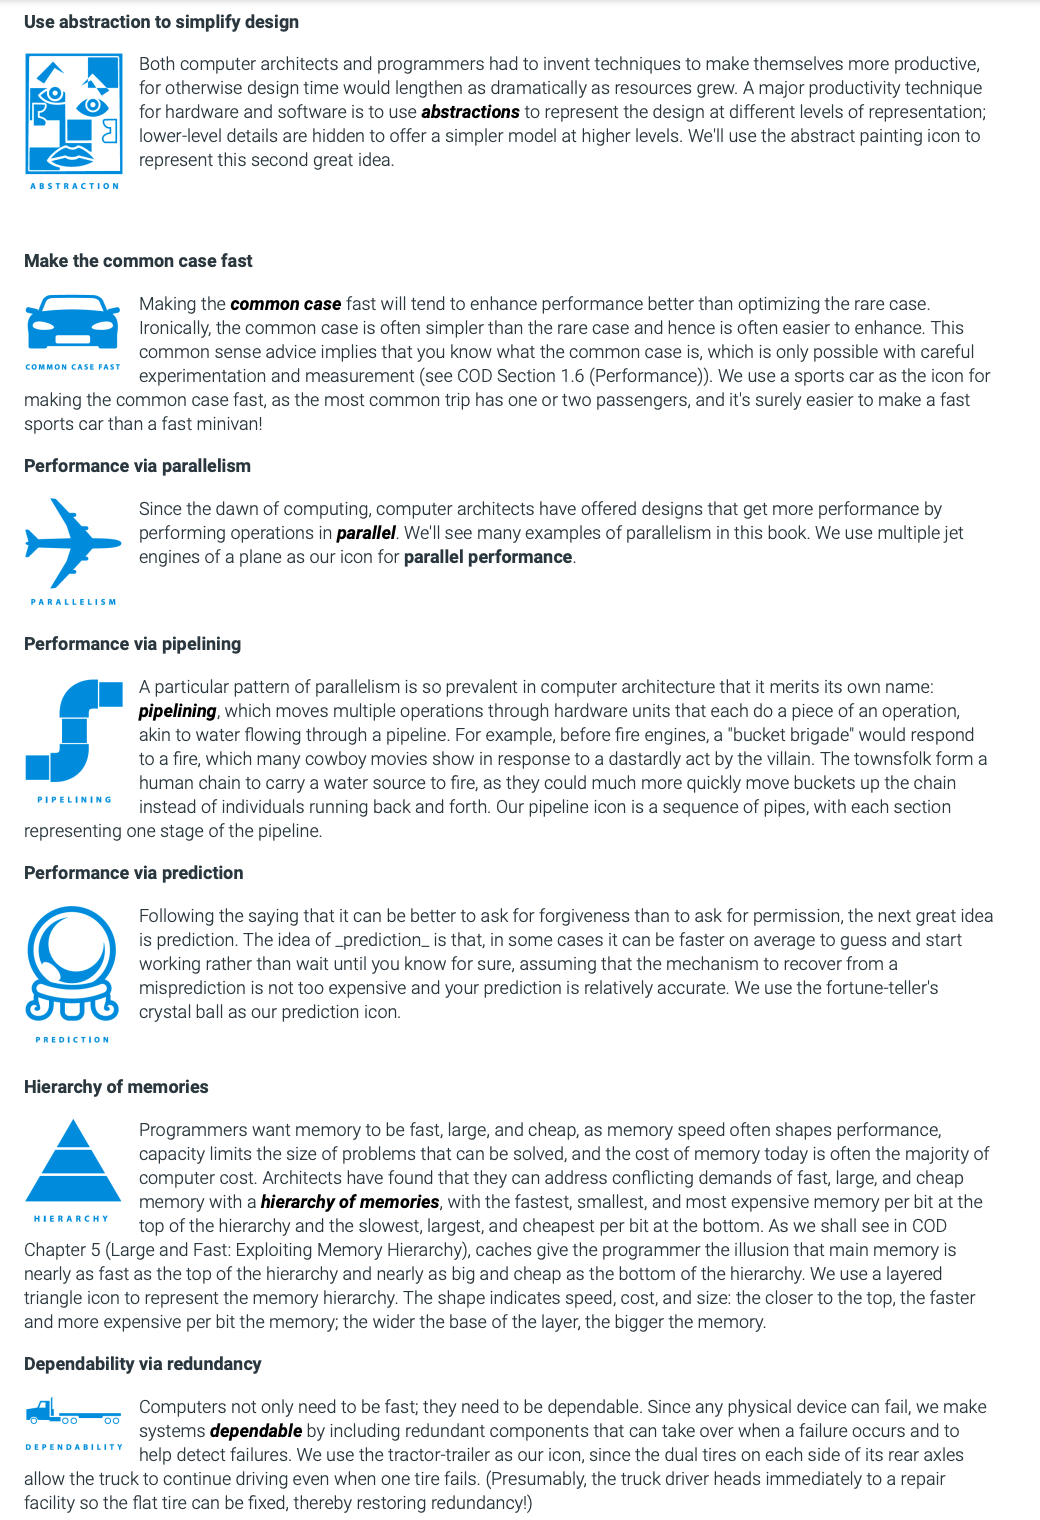 Use abstraction to simplify design
Both computer architects and programmers had to invent techniques to make themselves more productive,
for otherwise design time would lengthen as dramatically as resources grew. A major productivity technique
for hardware and software is to use abstractions to represent the design at different levels of representation;
lower-level details are hidden to offer a simpler model at higher levels. We'll use the abstract painting icon to
represent this second great idea.
ABSTRACTION
Make the common case fast
Making the common case fast will tend to enhance performance better than optimizing the rare case.
Ironically, the common case is often simpler than the rare case and hence is often easier to enhance. This
common sense advice implies that you know what the common case is, which is only possible with careful
COMMON CASE FAST
experimentation and measurement (see COD Section 1.6 (Performance)). We use a sports car as the icon for
making the common case fast, as the most common trip has one or two passengers, and it's surely easier to make a fast
sports car than a fast minivan!
Performance via parallelism
Since the dawn of computing, computer architects have offered designs that get more performance by
performing operations in parallel. We'll see many examples of parallelism in this book. We use multiple jet
engines of a plane as our icon for parallel performance.
PARALLELISM
Performance via pipelining
A particular pattern of parallelism is so prevalent in computer architecture that it merits its own name:
pipelining, which moves multiple operations through hardware units that each do a piece of an operation,
akin to water flowing through a pipeline. For example, before fire engines, a "bucket brigade" would respond
to a fire, which many cowboy movies show in response to a dastardly act by the villain. The townsfolk form a
human chain to carry a water source to fire, as they could much more quickly move buckets up the chain
PIPELINING
instead of individuals running back and forth. Our pipeline icon is a sequence of pipes, with each section
representing one stage of the pipeline.
Performance via prediction
Following the saying that it can be better to ask for forgiveness than to ask for permission, the next great idea
is prediction. The idea of _prediction_ is that, in some cases it can be faster on average to guess and start
working rather than wait until you know for sure, assuming that the mechanism to recover from a
misprediction is not too expensive and your prediction is relatively accurate. We use the fortune-teller's
crystal ball as our prediction icon.
PREDICTION
Hierarchy of memories
Programmers want memory to be fast, large, and cheap, as memory speed often shapes performance,
capacity limits the size of problems that can be solved, and the cost of memory today is often the majority of
computer cost. Architects have found that they can address conflicting demands of fast, large, and cheap
memory with a hierarchy of memories, with the fastest, smallest, and most expensive memory per bit at the
HIERARCHY
top of the hierarchy and the slowest, largest, and cheapest per bit at the bottom. As we shall see in COD
Chapter 5 (Large and Fast: Exploiting Memory Hierarchy), caches give the programmer the illusion that main memory is
nearly as fast as the top of the hierarchy and nearly as big and cheap as the bottom of the hierarchy. We use a layered
triangle icon to represent the memory hierarchy. The shape indicates speed, cost, and size: the closer to the top, the faster
and more expensive per bit the memory; the wider the base of the layer, the bigger the memory.
Dependability via redundancy
Computers not only need to be fast; they need to be dependable. Since any physical device can fail, we make
systems dependable by including redundant components that can take over when a failure occurs and to
DEPENDABILITY
help detect failures. We use the tractor-trailer as our icon, since the dual tires on each side of its rear axles
allow the truck to continue driving even when one tire fails. (Presumably, the truck driver heads immediately to a repair
facility so the flat tire can be fixed, thereby restoring redundancy!)